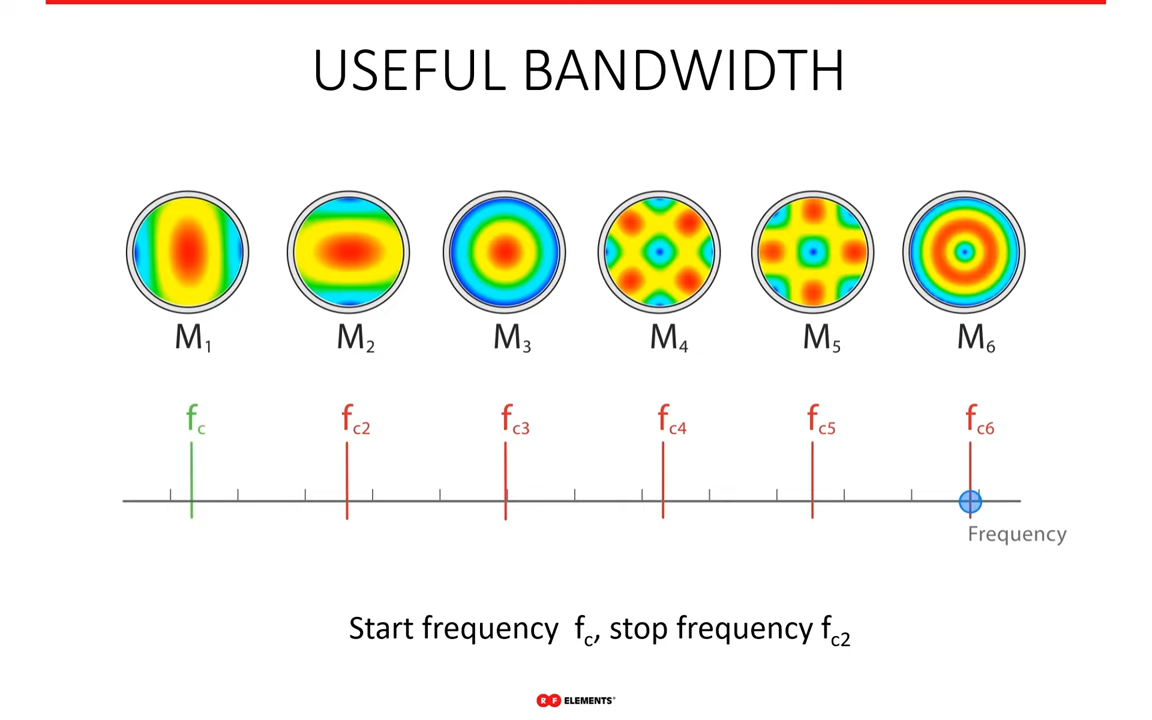 USEFUL BANDWIDTH
M₁ M₂ M₃ M₄ M₅ M₆
f_c f_c2 f_c3 f_c4 f_c5 f_c6
Frequency
Start frequency f_c, stop frequency f_c2
RF ELEMENTS